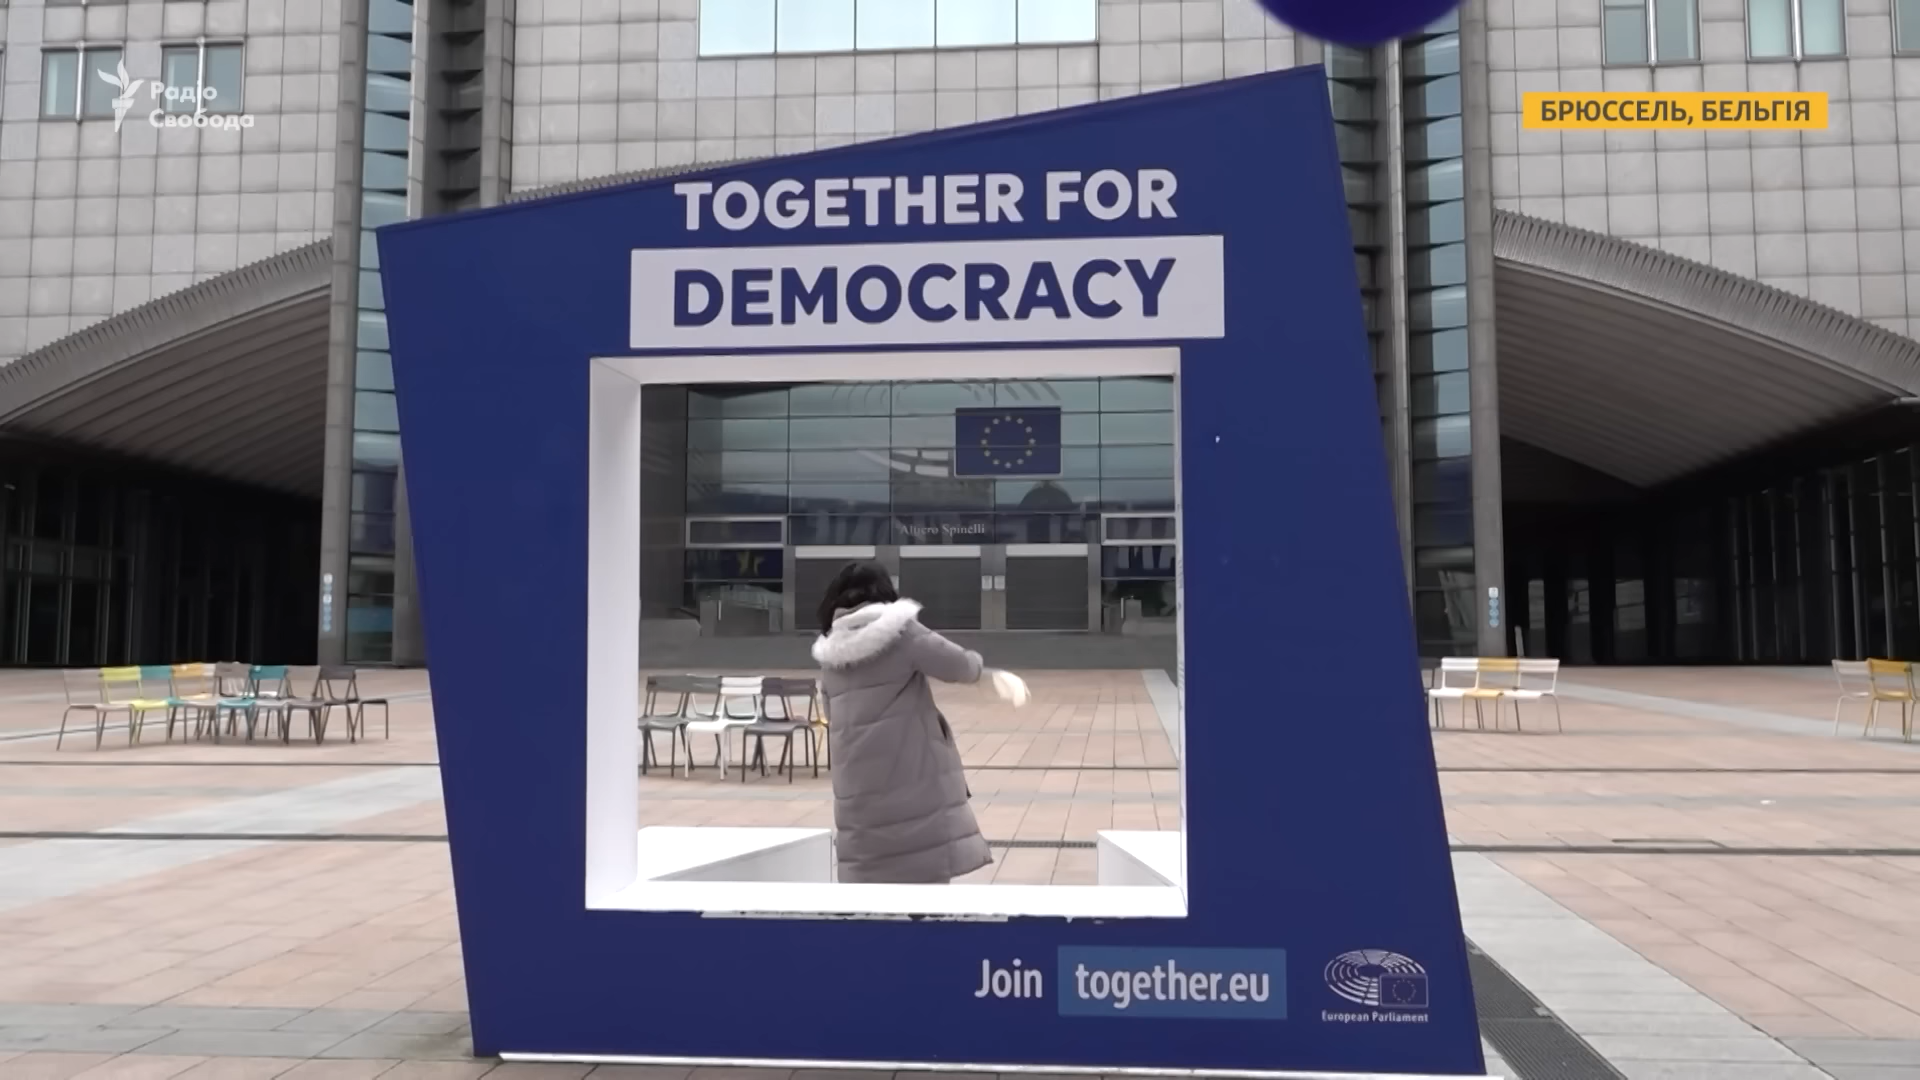 Радіо
Свобода
БРЮССЕЛЬ, БЕЛЬГІЯ
TOGETHER FOR
DEMOCRACY
Altiero Spinelli
Join together.eu
European Parliament